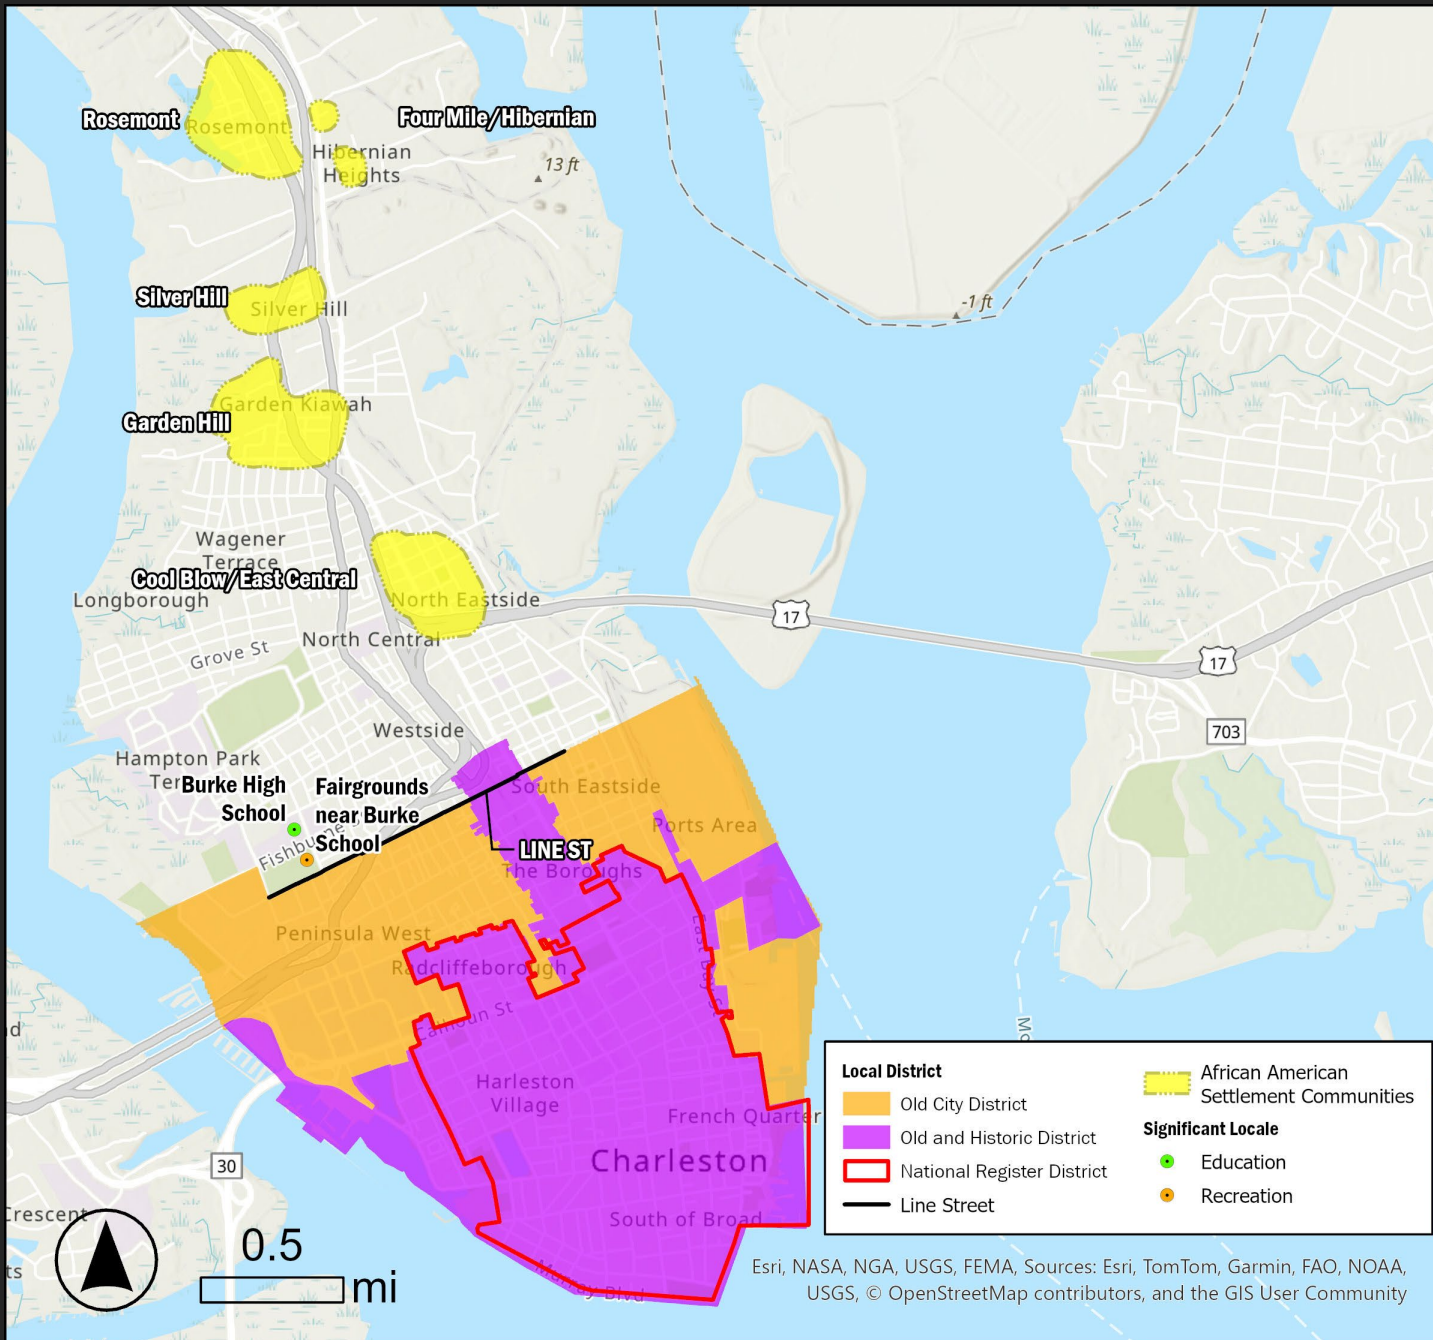 Rosemont
Rosemont
Four Mile/Hibernian
Hibernian
Heights
13 ft
Silver Hill
Silver Hill
-1 ft
Garden Kiawah
Garden Hill
Wagener
Terrace
Cool Blow/East Central
Longborough
North Eastside
17
North Central
Grove St
17
703
Westside
Hampton Park
Burke High
School
Fairgrounds
near Burke
School
South Eastside
Ports Area
LINE ST
The Boroughs
Peninsula West
Radcliffeborough
East Bay St
Calhoun St
Harleston
Village
French Quarter
Charleston
South of Broad
Murray Blvd
30
Crescent
0.5
mi
Local District
Old City District
Old and Historic District
National Register District
Line Street
African American
Settlement Communities
Significant Locale
Education
Recreation
Esri, NASA, NGA, USGS, FEMA, Sources: Esri, TomTom, Garmin, FAO, NOAA,
USGS, © OpenStreetMap contributors, and the GIS User Community